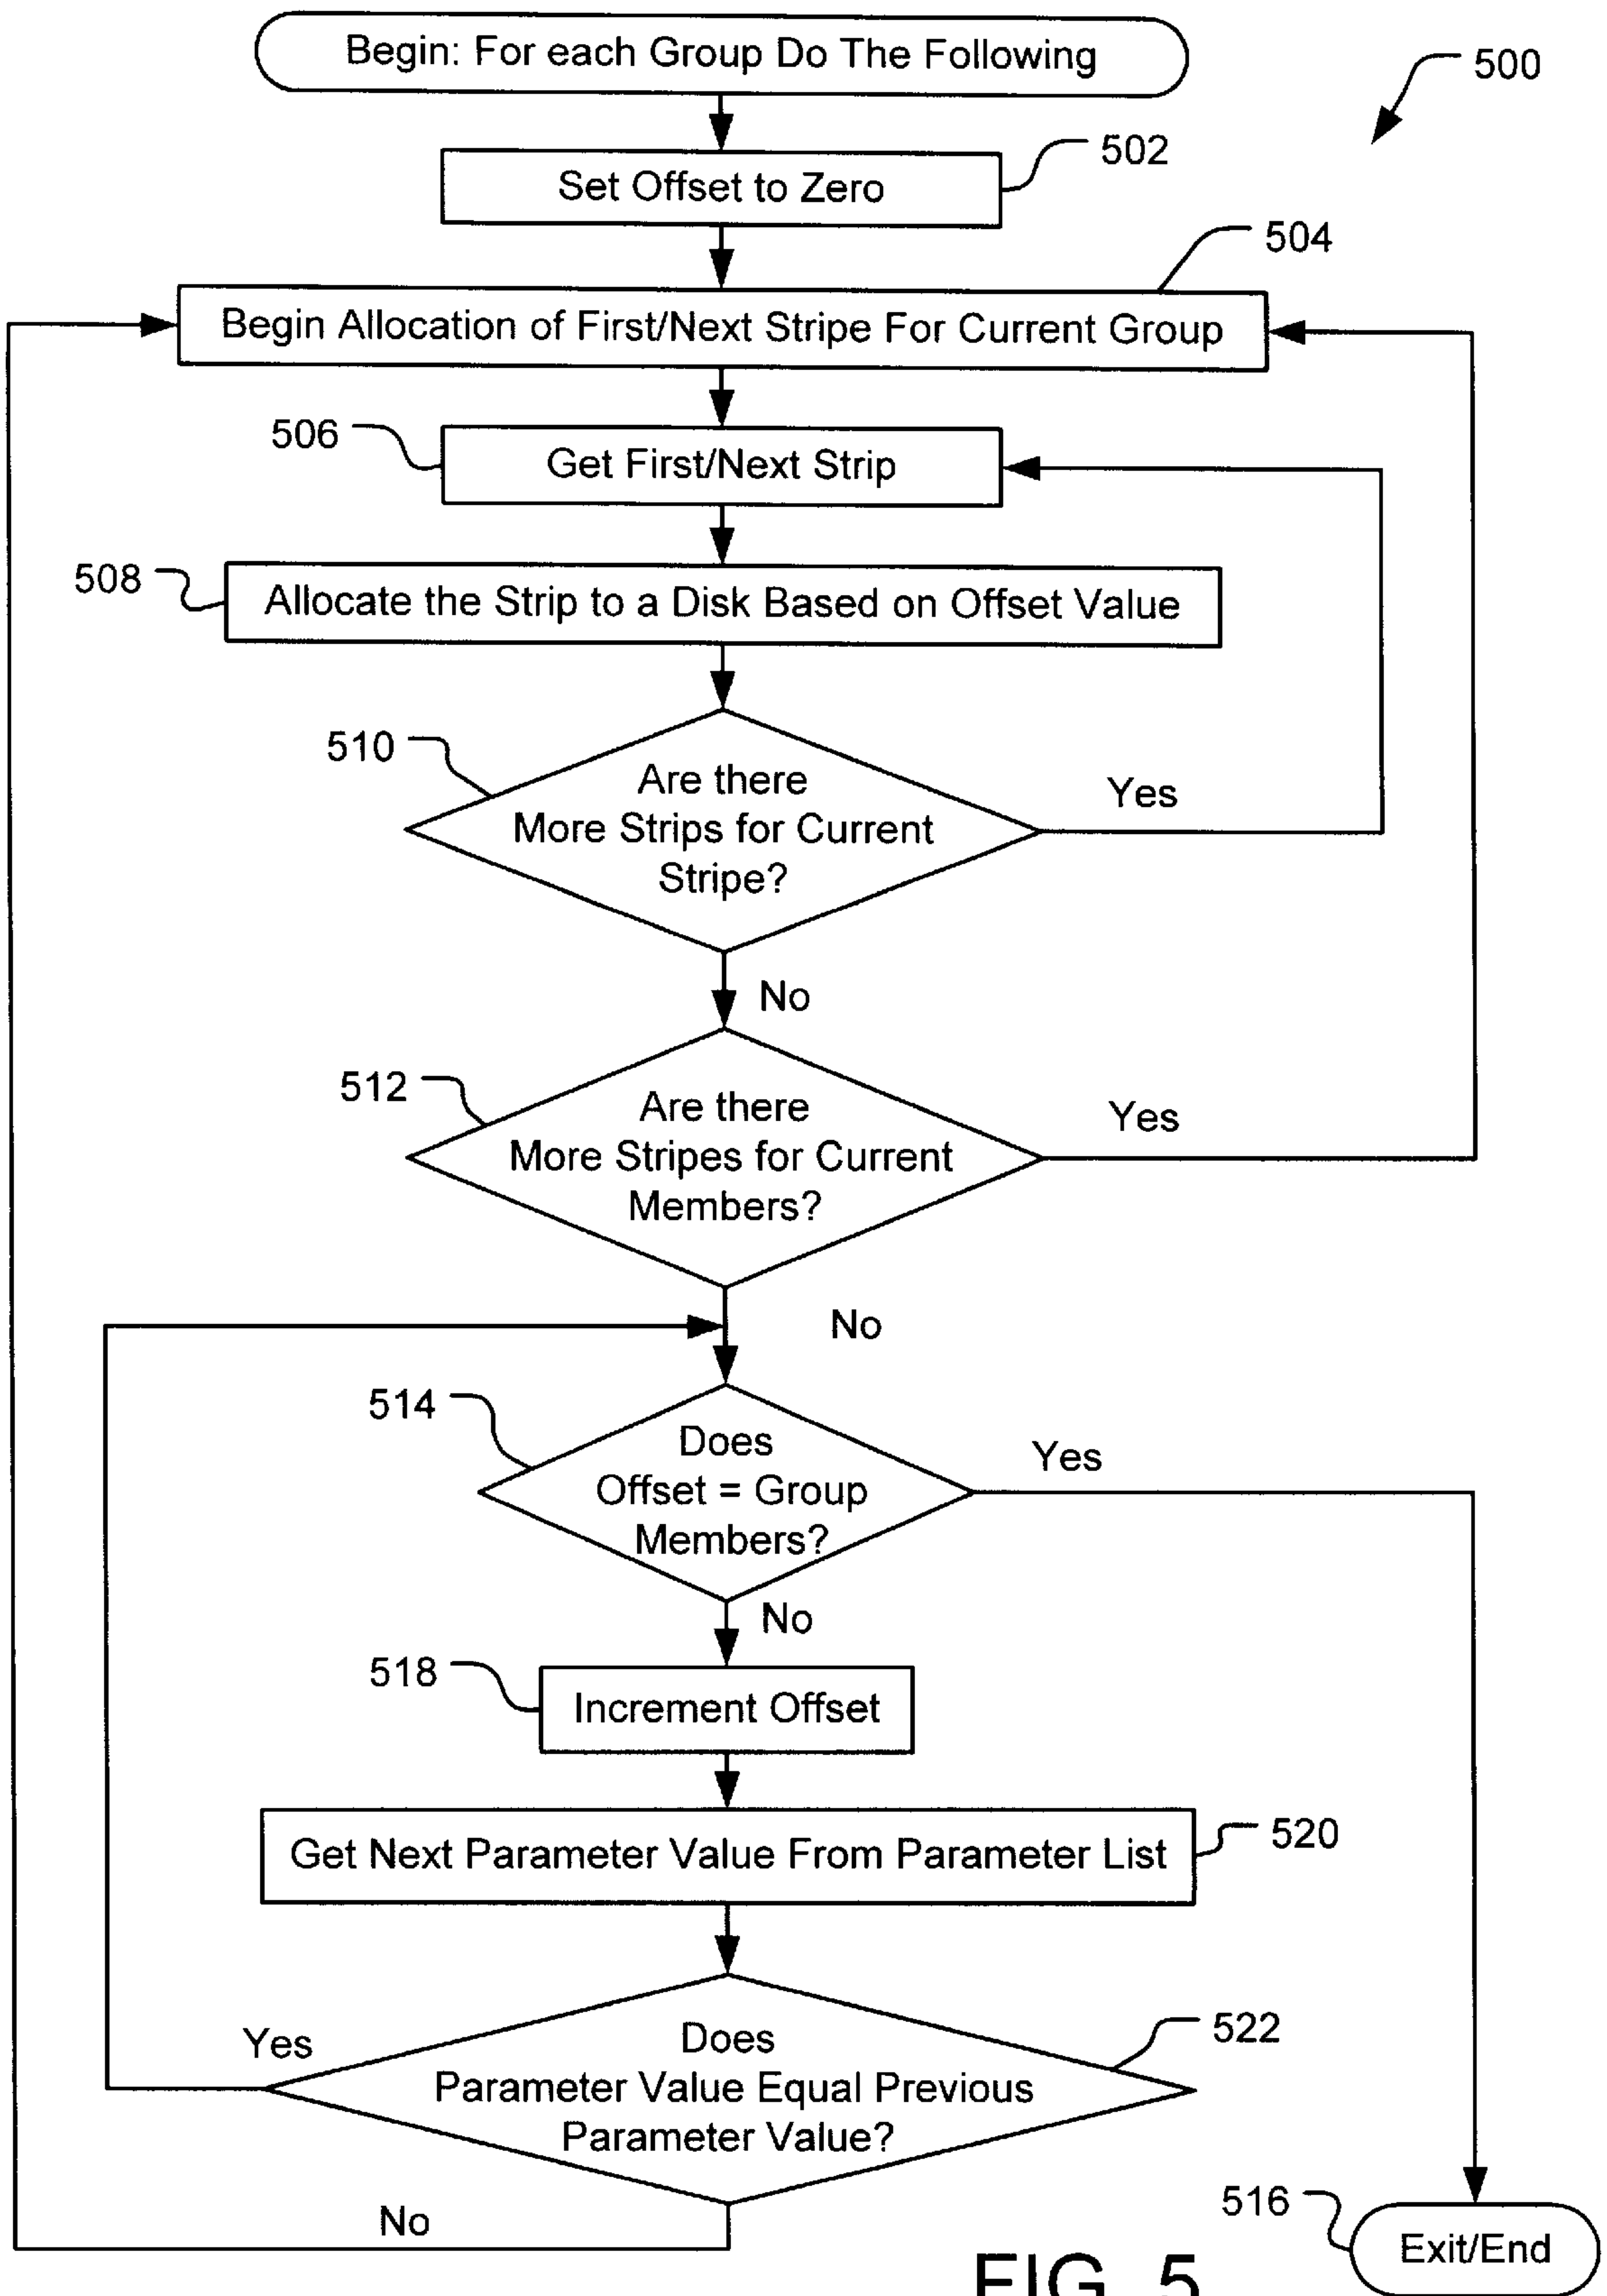 Begin: For each Group Do The Following
500
502
Set Offset to Zero
504
Begin Allocation of First/Next Stripe For Current Group
506
Get First/Next Strip
508
Allocate the Strip to a Disk Based on Offset Value
510
Are there
More Strips for Current
Stripe?
Yes
No
512
Are there
More Stripes for Current
Members?
Yes
No
514
Does
Offset = Group
Members?
Yes
No
518
Increment Offset
Get Next Parameter Value From Parameter List
520
Yes
Does
Parameter Value Equal Previous
Parameter Value?
522
No
516
Exit/End
FIG. 5